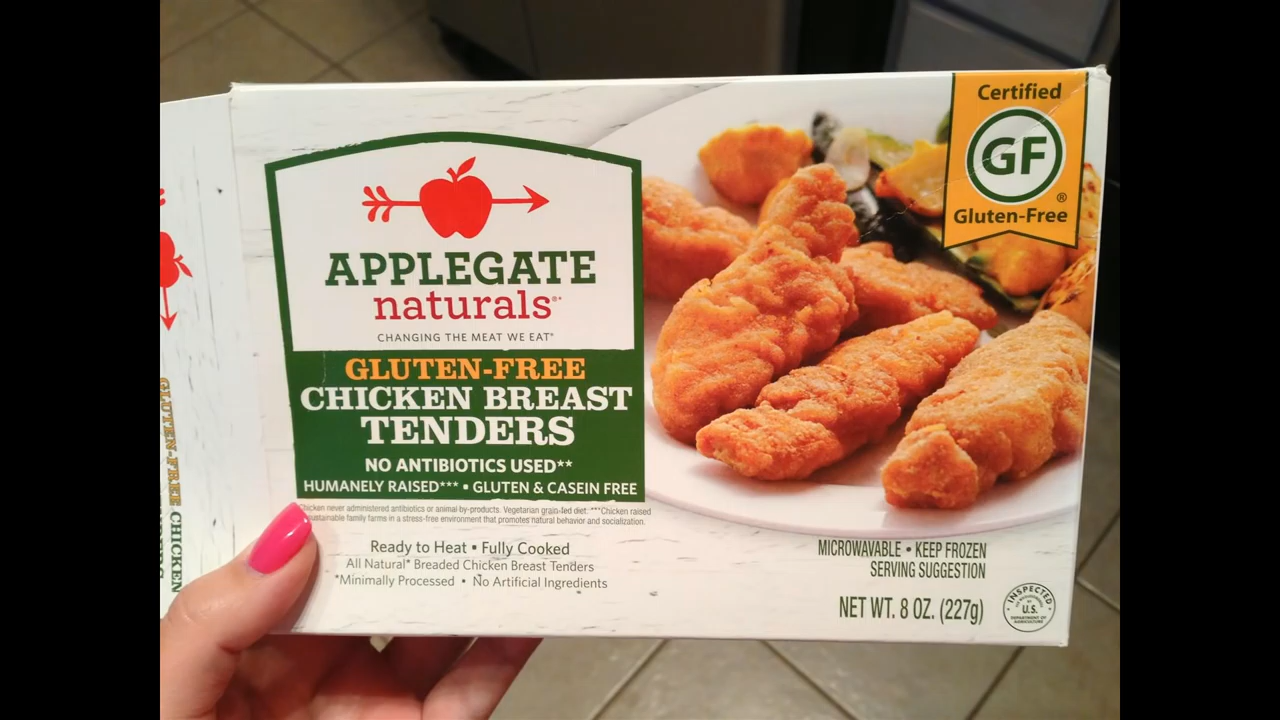 Certified
GF
®
Gluten-Free
APPLEGATE
naturals®*
CHANGING THE MEAT WE EAT®
GLUTEN-FREE
CHICKEN BREAST
TENDERS
NO ANTIBIOTICS USED**
HUMANELY RAISED*** ▪ GLUTEN & CASEIN FREE
Chicken never administered antibiotics or animal by-products. Vegetarian grain-fed diet. ***Chicken raised
sustainable family farms in a stress-free environment that promotes natural behavior and socialization.
Ready to Heat ▪ Fully Cooked
All Natural* Breaded Chicken Breast Tenders
*Minimally Processed • No Artificial Ingredients
MICROWAVABLE • KEEP FROZEN
SERVING SUGGESTION
NET WT. 8 OZ. (227g)
INSPECTED
U.S.
DEPARTMENT OF
AGRICULTURE
GLUTEN-FREE CHICKEN